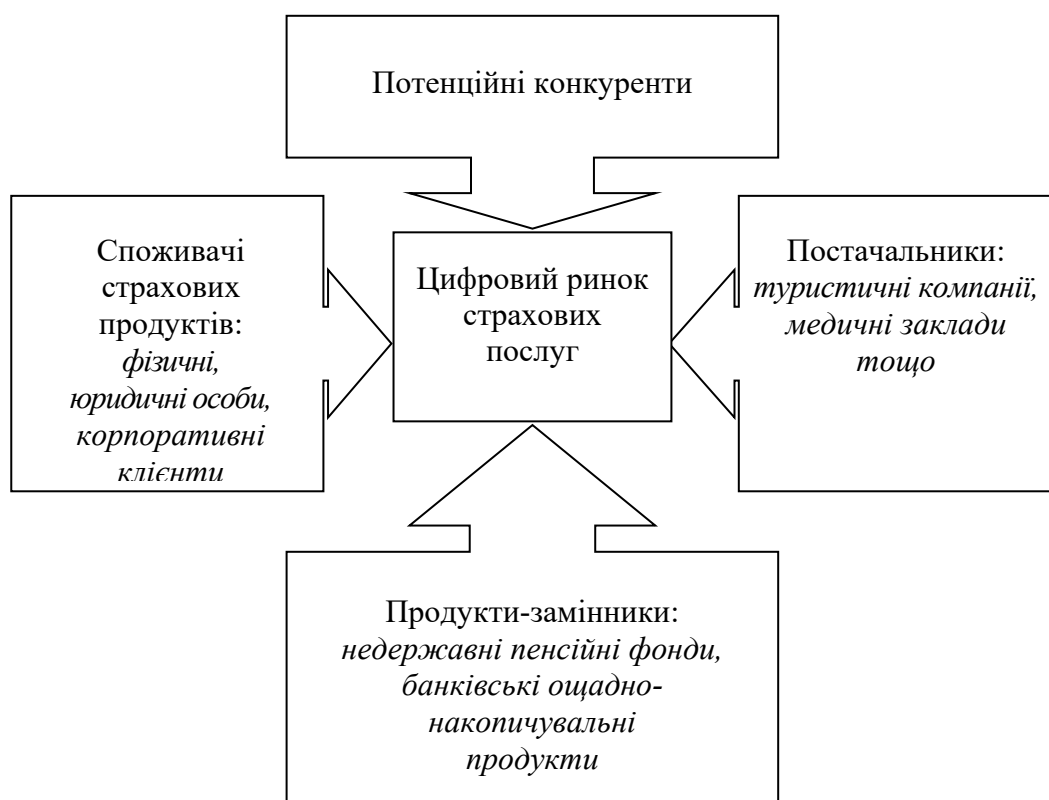 Потенційні конкуренти
Споживачі
страхових
продуктів:
фізичні,
юридичні особи,
корпоративні
клієнти
Цифровий ринок
страхових
послуг
Постачальники:
туристичні компанії,
медичні заклади
тощо
Продукти-замінники:
недержавні пенсійні фонди,
банківські ощадно-
накопичувальні
продукти